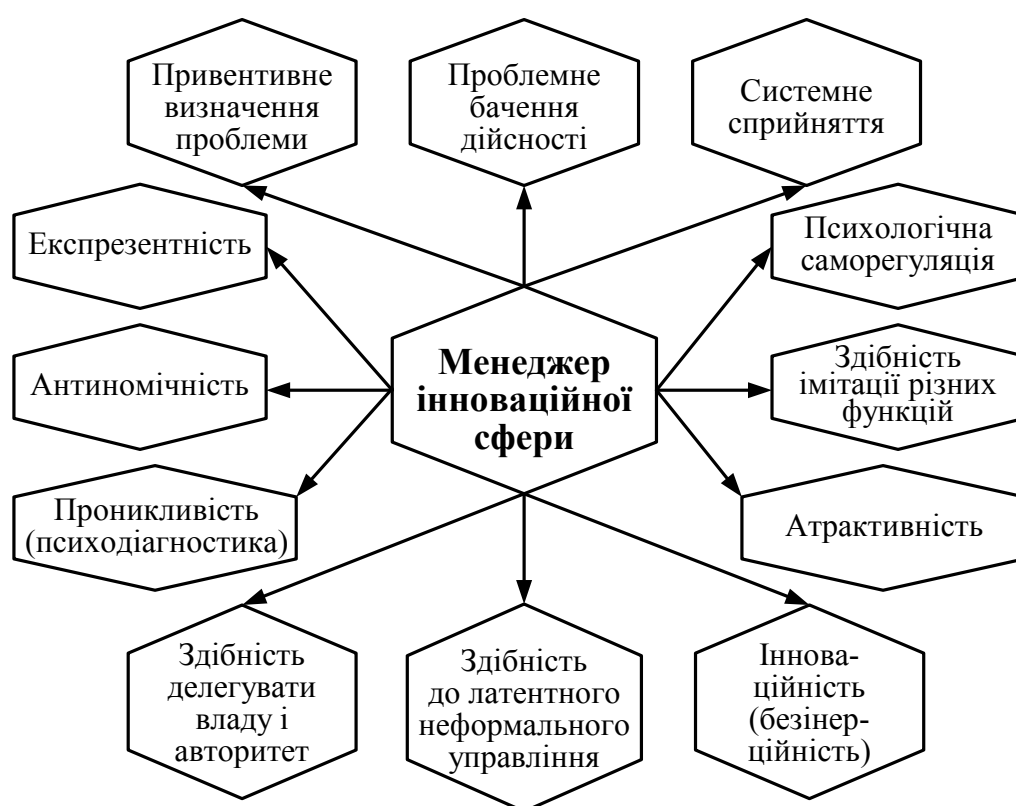 Привентивне
визначення
проблеми
Проблемне
бачення
дійсності
Системне
сприйняття
Експрезентність
Психологічна
саморегуляція
Менеджер
інноваційної
сфери
Антиномічність
Здібність
імітації різних
функцій
Проникливість
(психодіагностика)
Атрактивність
Здібність
делегувати
владу і
авторитет
Здібність
до латентного
неформального
управління
Іннова-
ційність
(безінер-
ційність)